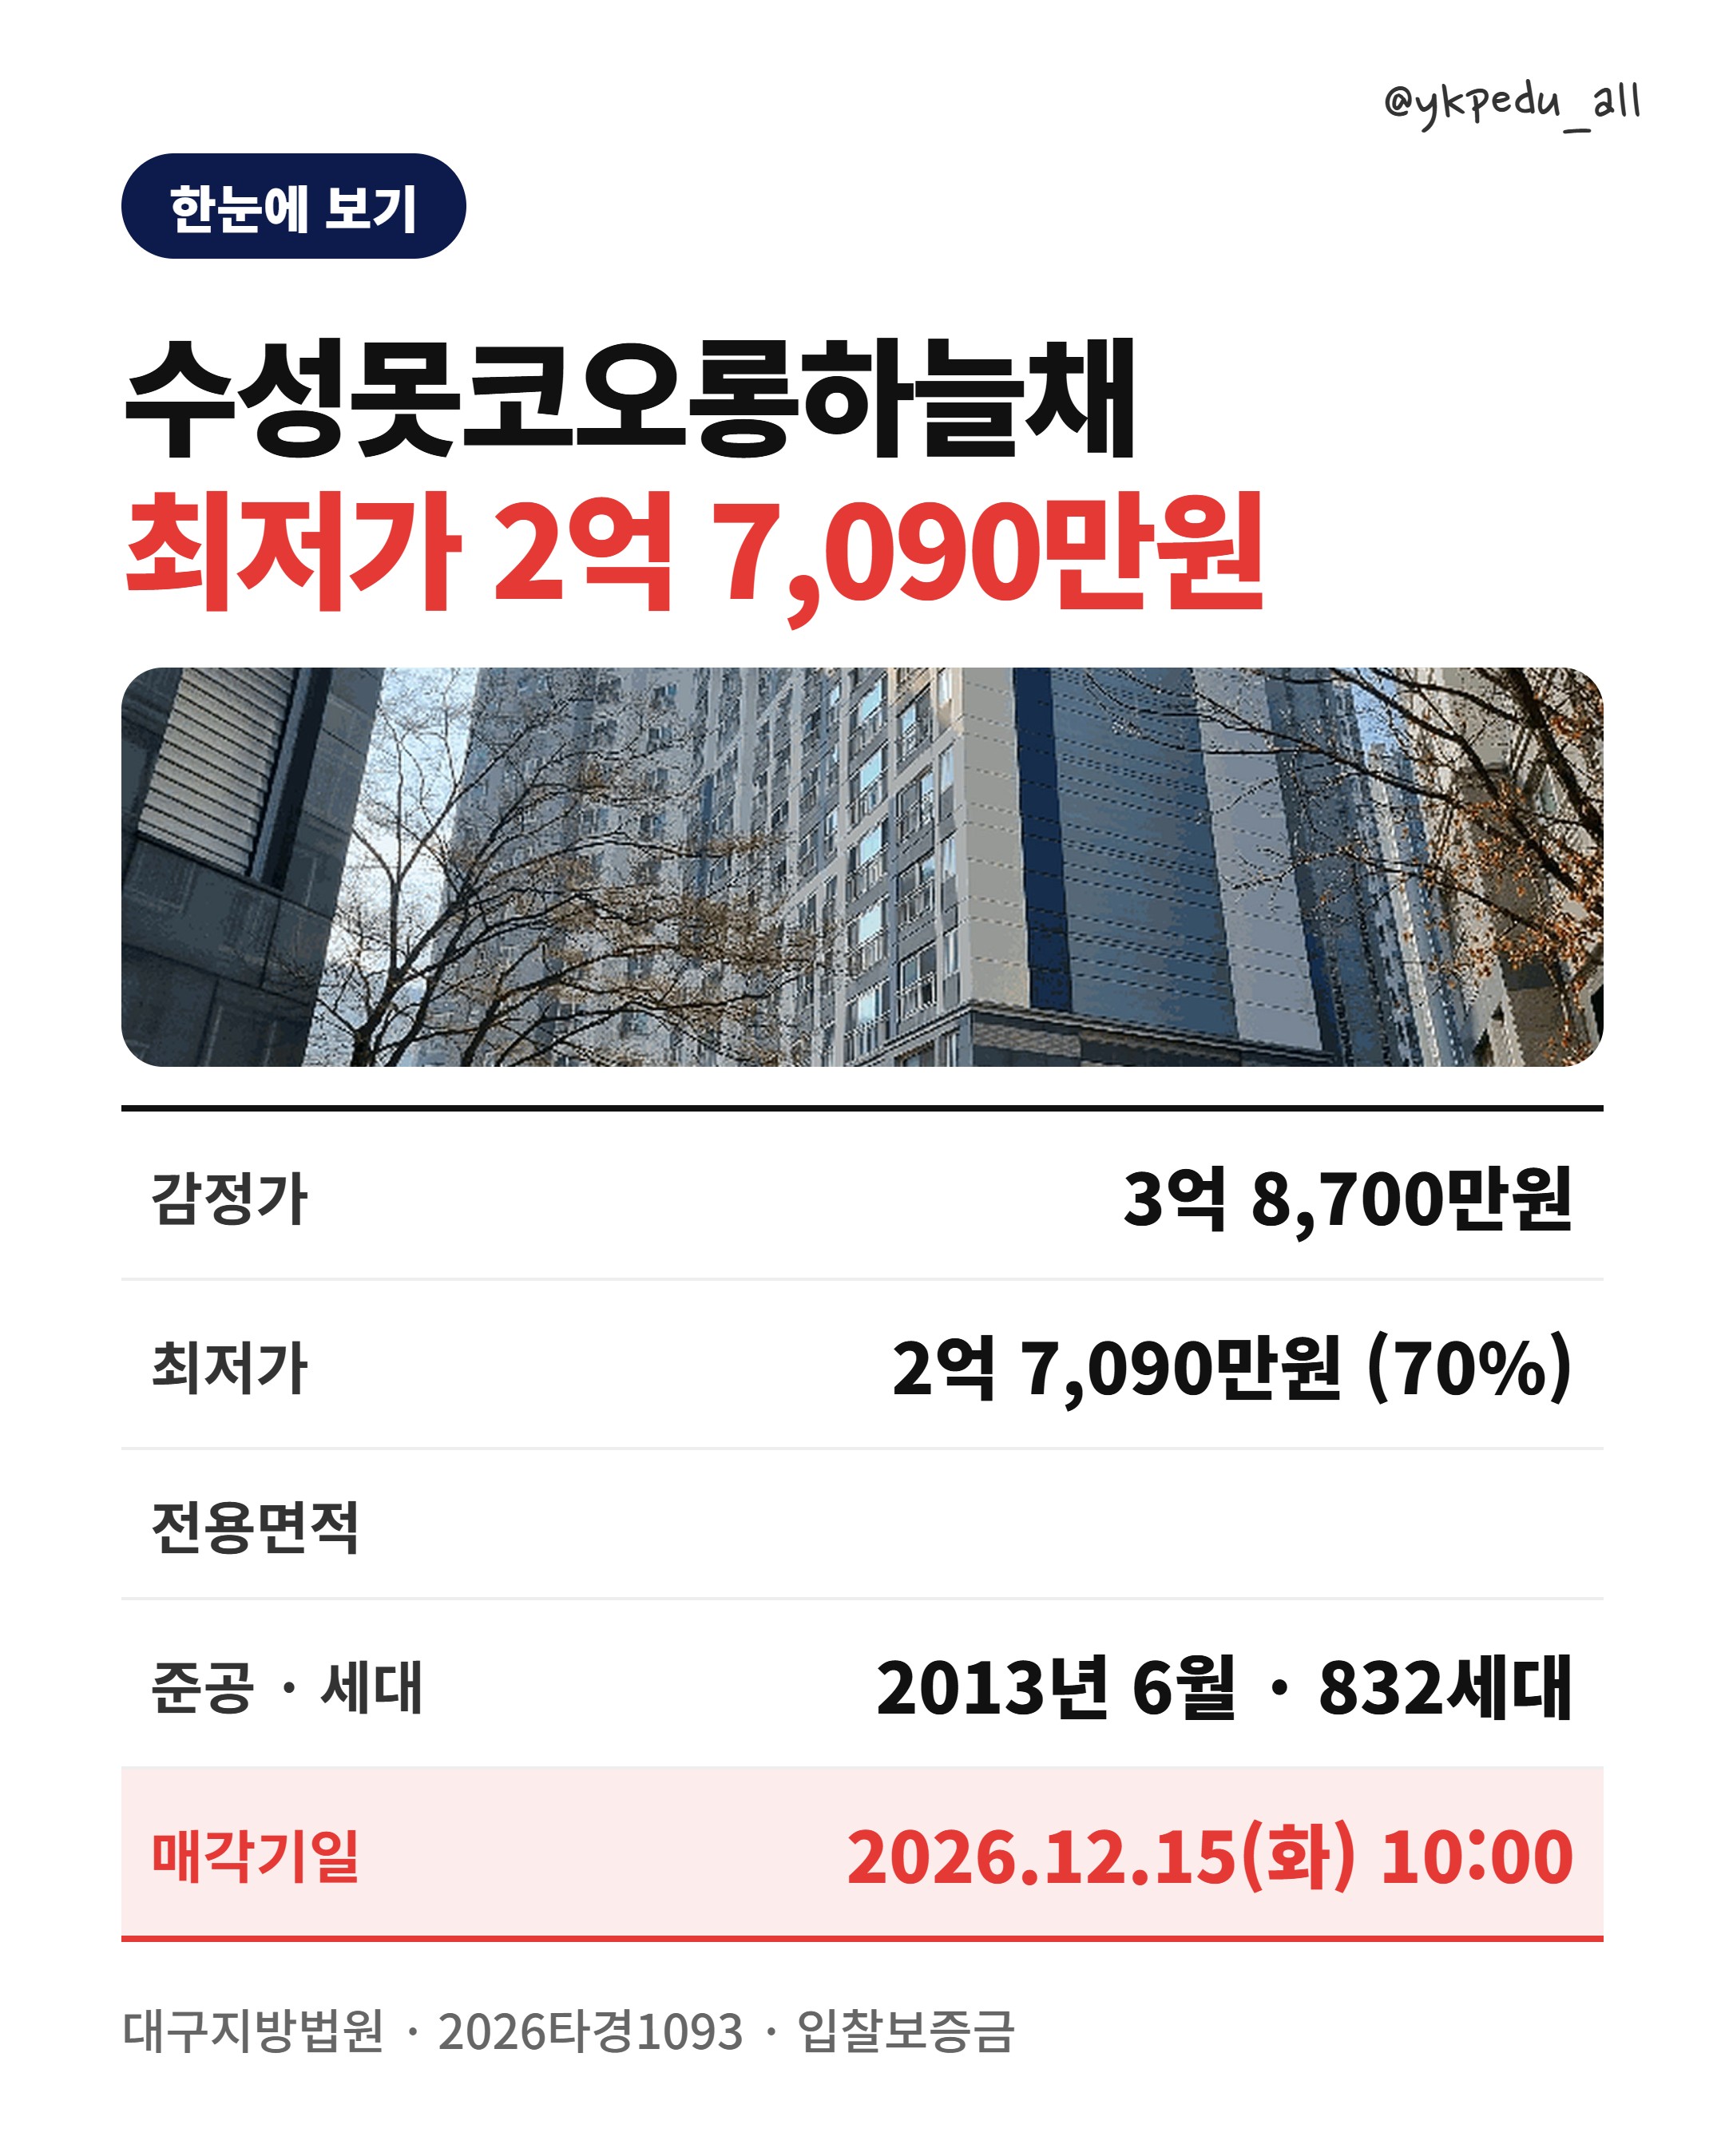 @ykpedu_all
한눈에 보기
수성못코오롱하늘채
최저가 2억 7,090만원
감정가 3억 8,700만원
최저가 2억 7,090만원 (70%)
전용면적
준공 · 세대 2013년 6월 · 832세대
매각기일 2026.12.15(화) 10:00
대구지방법원 · 2026타경1093 · 입찰보증금